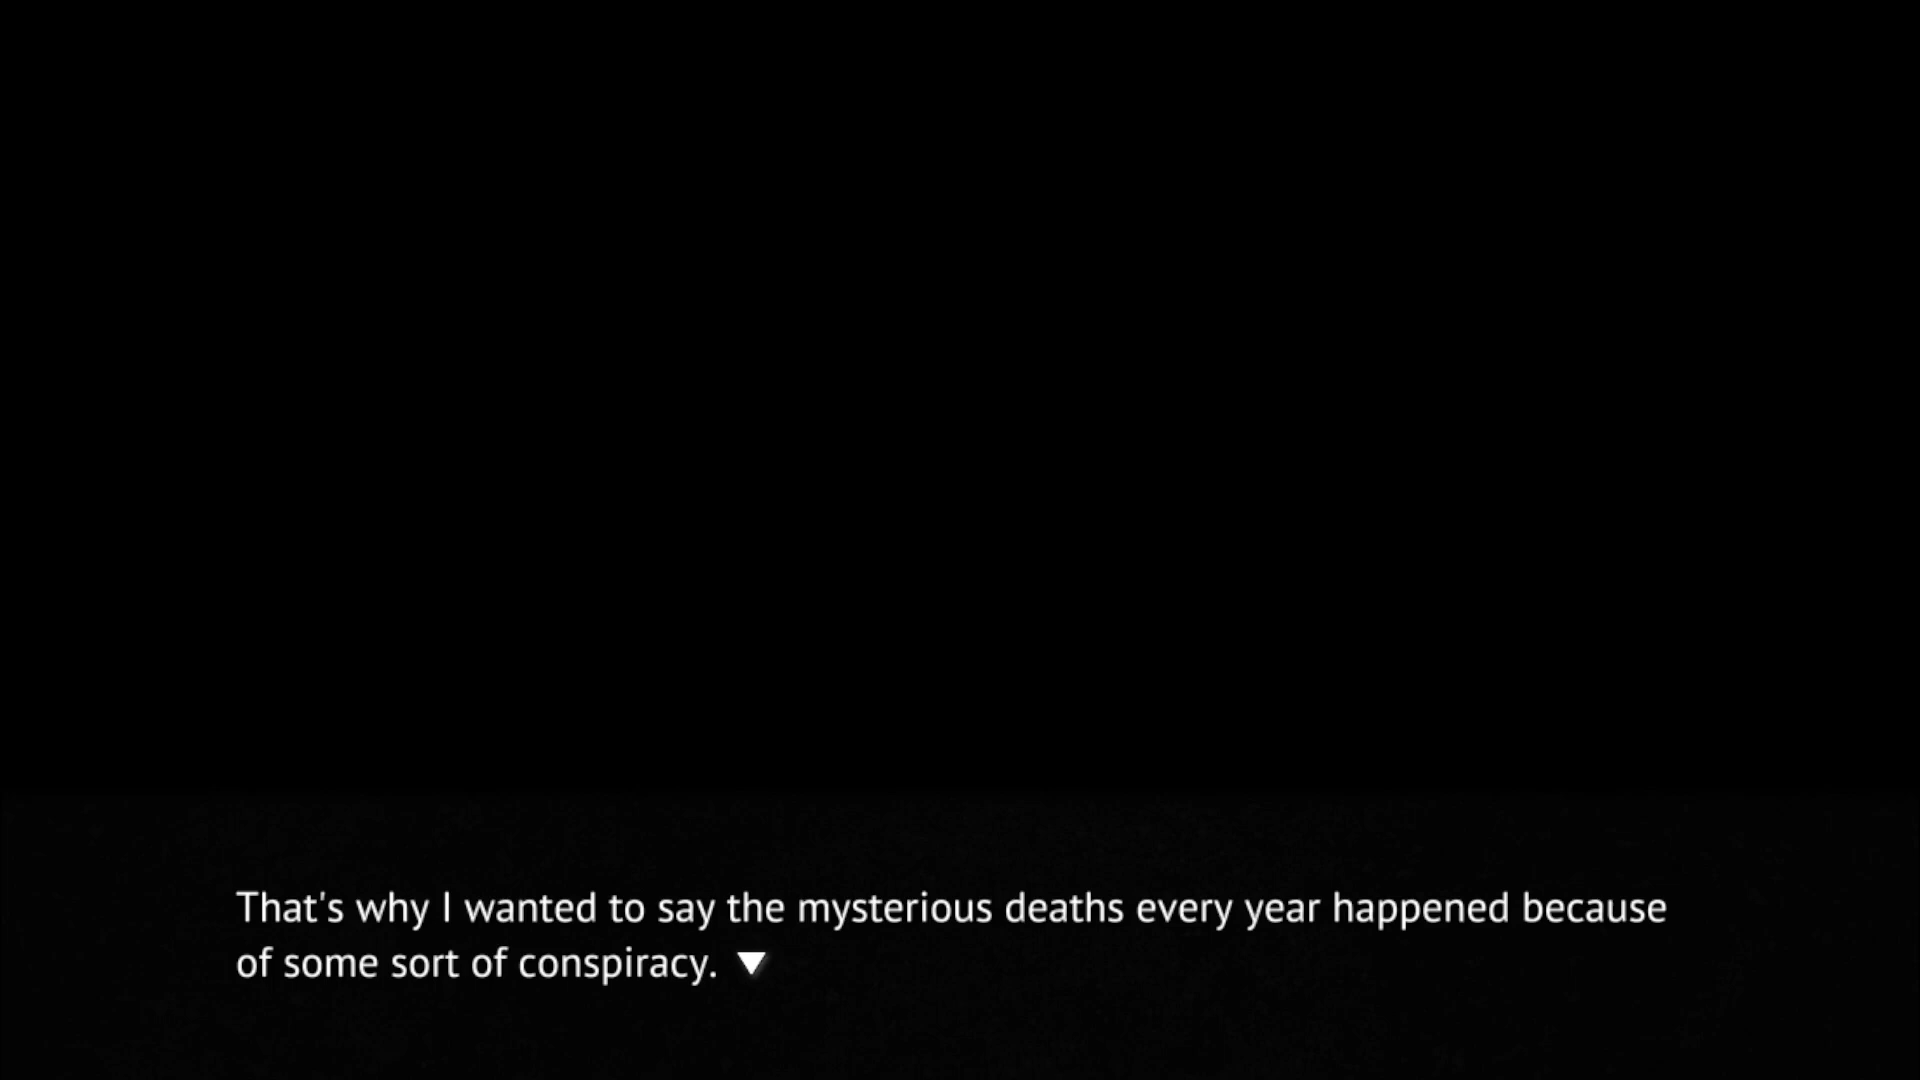 That's why I wanted to say the mysterious deaths every year happened because
of some sort of conspiracy.